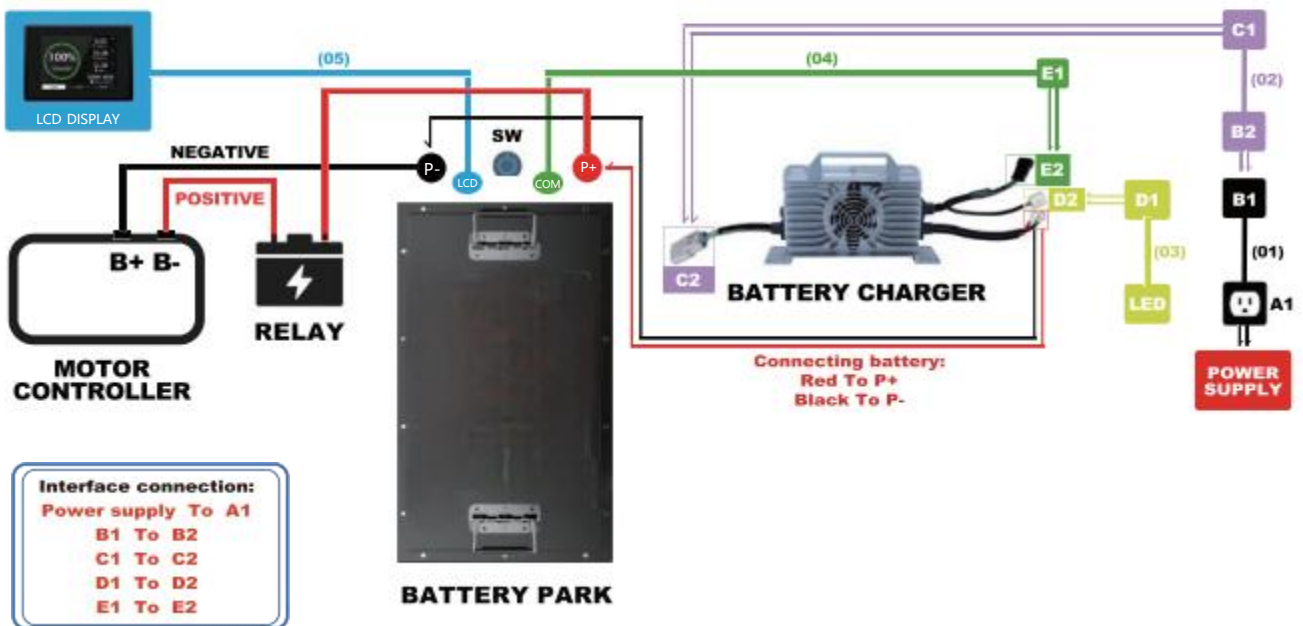 100%
LCD DISPLAY
(05)
(04)
C1
(02)
B2
E1
SW
NEGATIVE
P-
LCD
COM
P+
E2
D2
D1
B1
POSITIVE
B+ B-
(03)
(01)
C2
BATTERY CHARGER
LED
A1
RELAY
MOTOR
CONTROLLER
Connecting battery:
Red To P+
Black To P-
POWER
SUPPLY
Interface connection:
Power supply To A1
B1 To B2
C1 To C2
D1 To D2
E1 To E2
BATTERY PARK